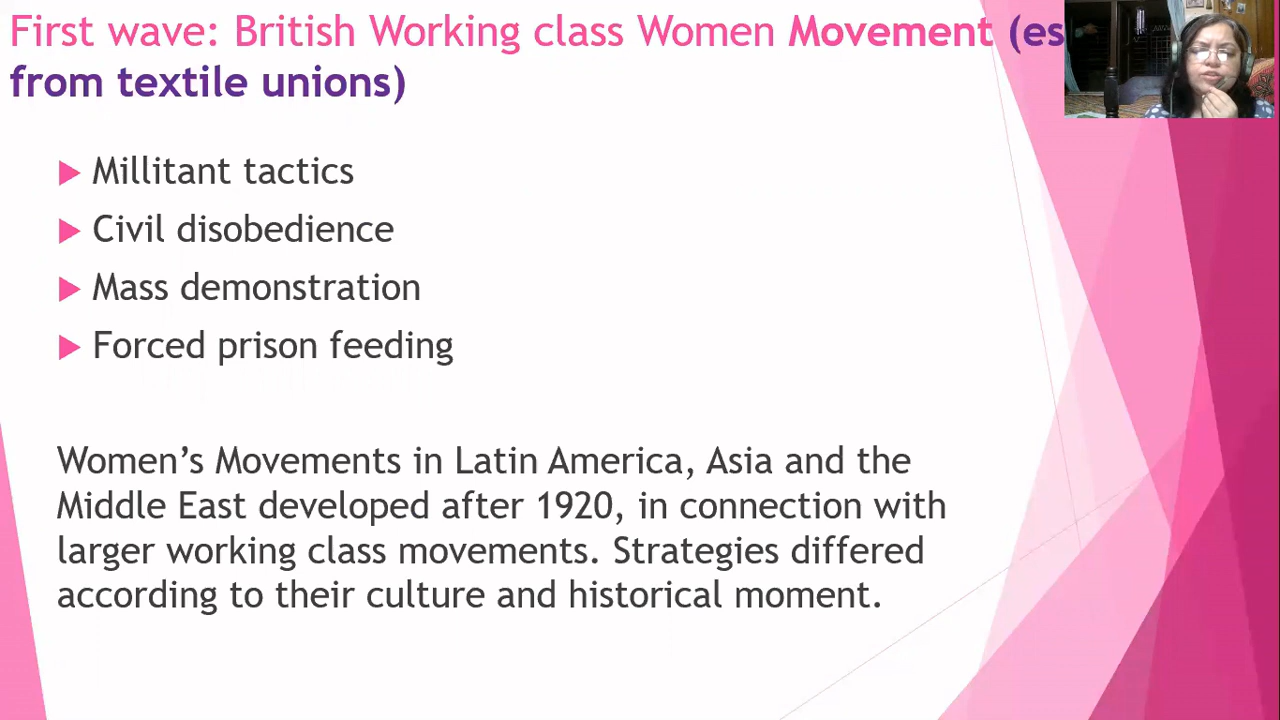 First wave: British Working class Women Movement (es
from textile unions)
Millitant tactics
Civil disobedience
Mass demonstration
Forced prison feeding
Women’s Movements in Latin America, Asia and the
Middle East developed after 1920, in connection with
larger working class movements. Strategies differed
according to their culture and historical moment.